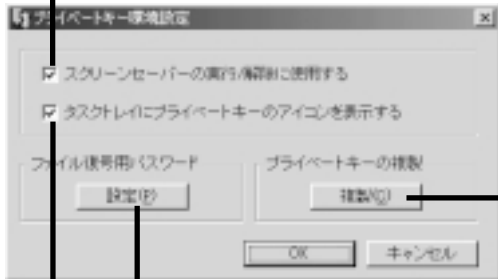 プライベートキー環境設定
スクリーンセーバーの実行/解除に使用する
タスクトレイにプライベートキーのアイコンを表示する
ファイル復号用パスワード
プライベートキーの複製
設定(P)
複製(C)
OK
キャンセル